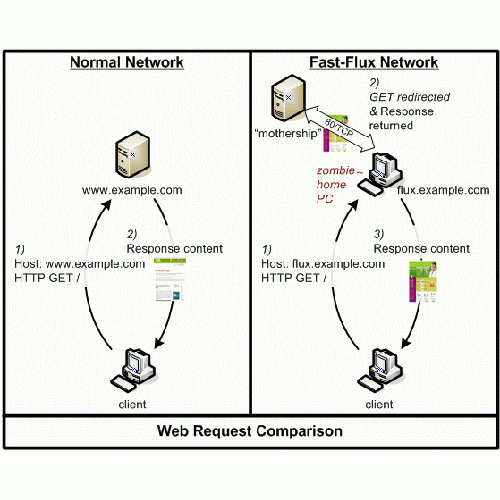 Normal Network
www.example.com
1)
Host: www.example.com
HTTP GET /
2)
Response content
client
Fast-Flux Network
2)
GET redirected
& Response
returned
80/TCP
"mothership"
zombie
home
PC
flux.example.com
1)
Host: flux.example.com
HTTP GET /
3)
Response content
client
Web Request Comparison